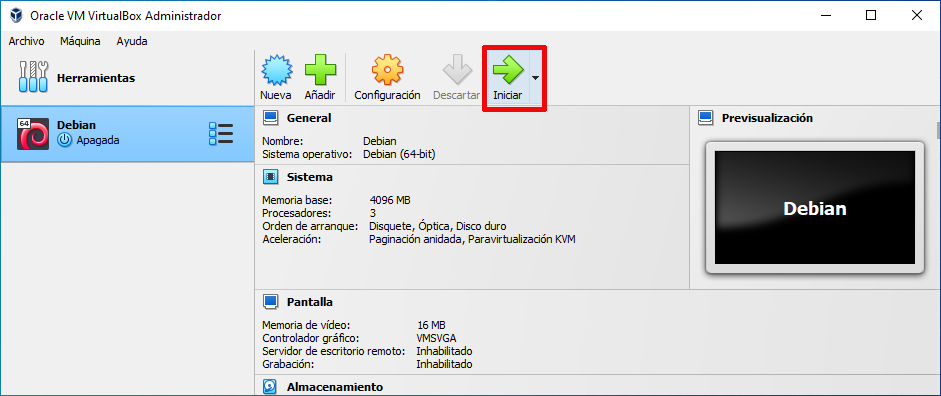 Oracle VM VirtualBox Administrador
Archivo Máquina Ayuda
Herramientas
Nueva Añadir Configuración Descartar Iniciar
64
Debian
Apagada
General
Nombre: Debian
Sistema operativo: Debian (64-bit)
Sistema
Memoria base: 4096 MB
Procesadores: 3
Orden de arranque: Disquete, Óptica, Disco duro
Aceleración: Paginación anidada, Paravirtualización KVM
Previsualización
Debian
Pantalla
Memoria de vídeo: 16 MB
Controlador gráfico: VMSVGA
Servidor de escritorio remoto: Inhabilitado
Grabación: Inhabilitado
Almacenamiento